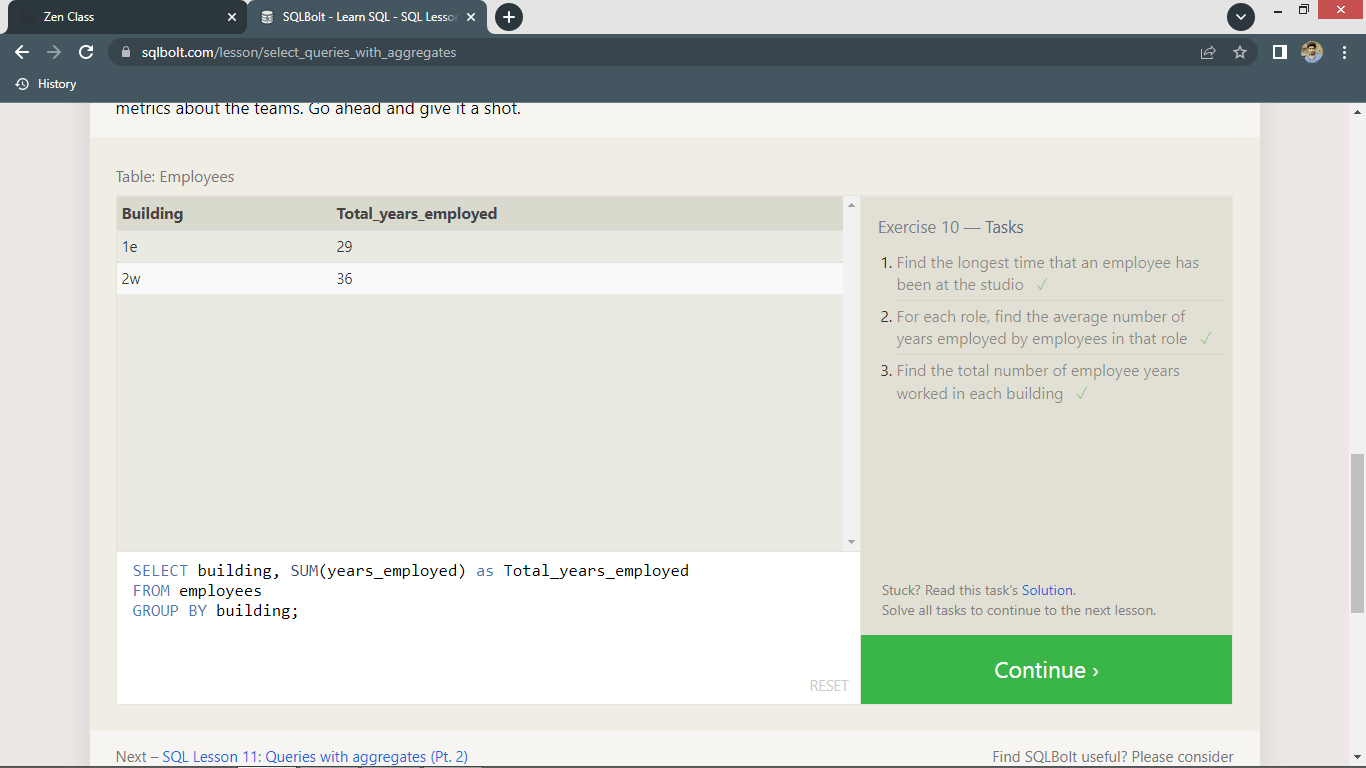 Zen Class
SQLBolt - Learn SQL - SQL Lesson
sqlbolt.com/lesson/select_queries_with_aggregates
History
metrics about the teams. Go ahead and give it a shot.
Table: Employees
Building Total_years_employed
1e 29
2w 36
SELECT building, SUM(years_employed) as Total_years_employed
FROM employees
GROUP BY building;
RESET
Exercise 10 — Tasks
1. Find the longest time that an employee has
been at the studio ✓
2. For each role, find the average number of
years employed by employees in that role ✓
3. Find the total number of employee years
worked in each building ✓
Stuck? Read this task's Solution.
Solve all tasks to continue to the next lesson.
Continue ›
Next – SQL Lesson 11: Queries with aggregates (Pt. 2)
Find SQLBolt useful? Please consider